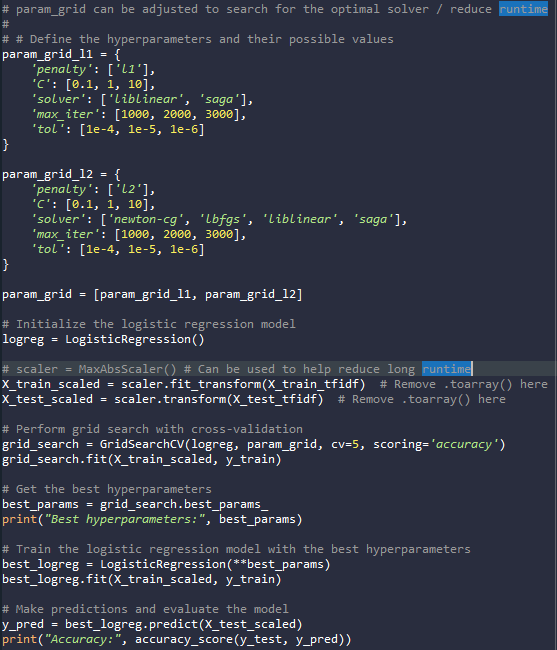 # param_grid can be adjusted to search for the optimal solver / reduce runtime
#
# # Define the hyperparameters and their possible values
param_grid_l1 = {
    'penalty': ['l1'],
    'C': [0.1, 1, 10],
    'solver': ['liblinear', 'saga'],
    'max_iter': [1000, 2000, 3000],
    'tol': [1e-4, 1e-5, 1e-6]
}

param_grid_l2 = {
    'penalty': ['l2'],
    'C': [0.1, 1, 10],
    'solver': ['newton-cg', 'lbfgs', 'liblinear', 'saga'],
    'max_iter': [1000, 2000, 3000],
    'tol': [1e-4, 1e-5, 1e-6]
}

param_grid = [param_grid_l1, param_grid_l2]

# Initialize the logistic regression model
logreg = LogisticRegression()

# scaler = MaxAbsScaler() # Can be used to help reduce long runtime
X_train_scaled = scaler.fit_transform(X_train_tfidf)  # Remove .toarray() here
X_test_scaled = scaler.transform(X_test_tfidf)  # Remove .toarray() here

# Perform grid search with cross-validation
grid_search = GridSearchCV(logreg, param_grid, cv=5, scoring='accuracy')
grid_search.fit(X_train_scaled, y_train)

# Get the best hyperparameters
best_params = grid_search.best_params_
print("Best hyperparameters:", best_params)

# Train the logistic regression model with the best hyperparameters
best_logreg = LogisticRegression(**best_params)
best_logreg.fit(X_train_scaled, y_train)

# Make predictions and evaluate the model
y_pred = best_logreg.predict(X_test_scaled)
print("Accuracy:", accuracy_score(y_test, y_pred))